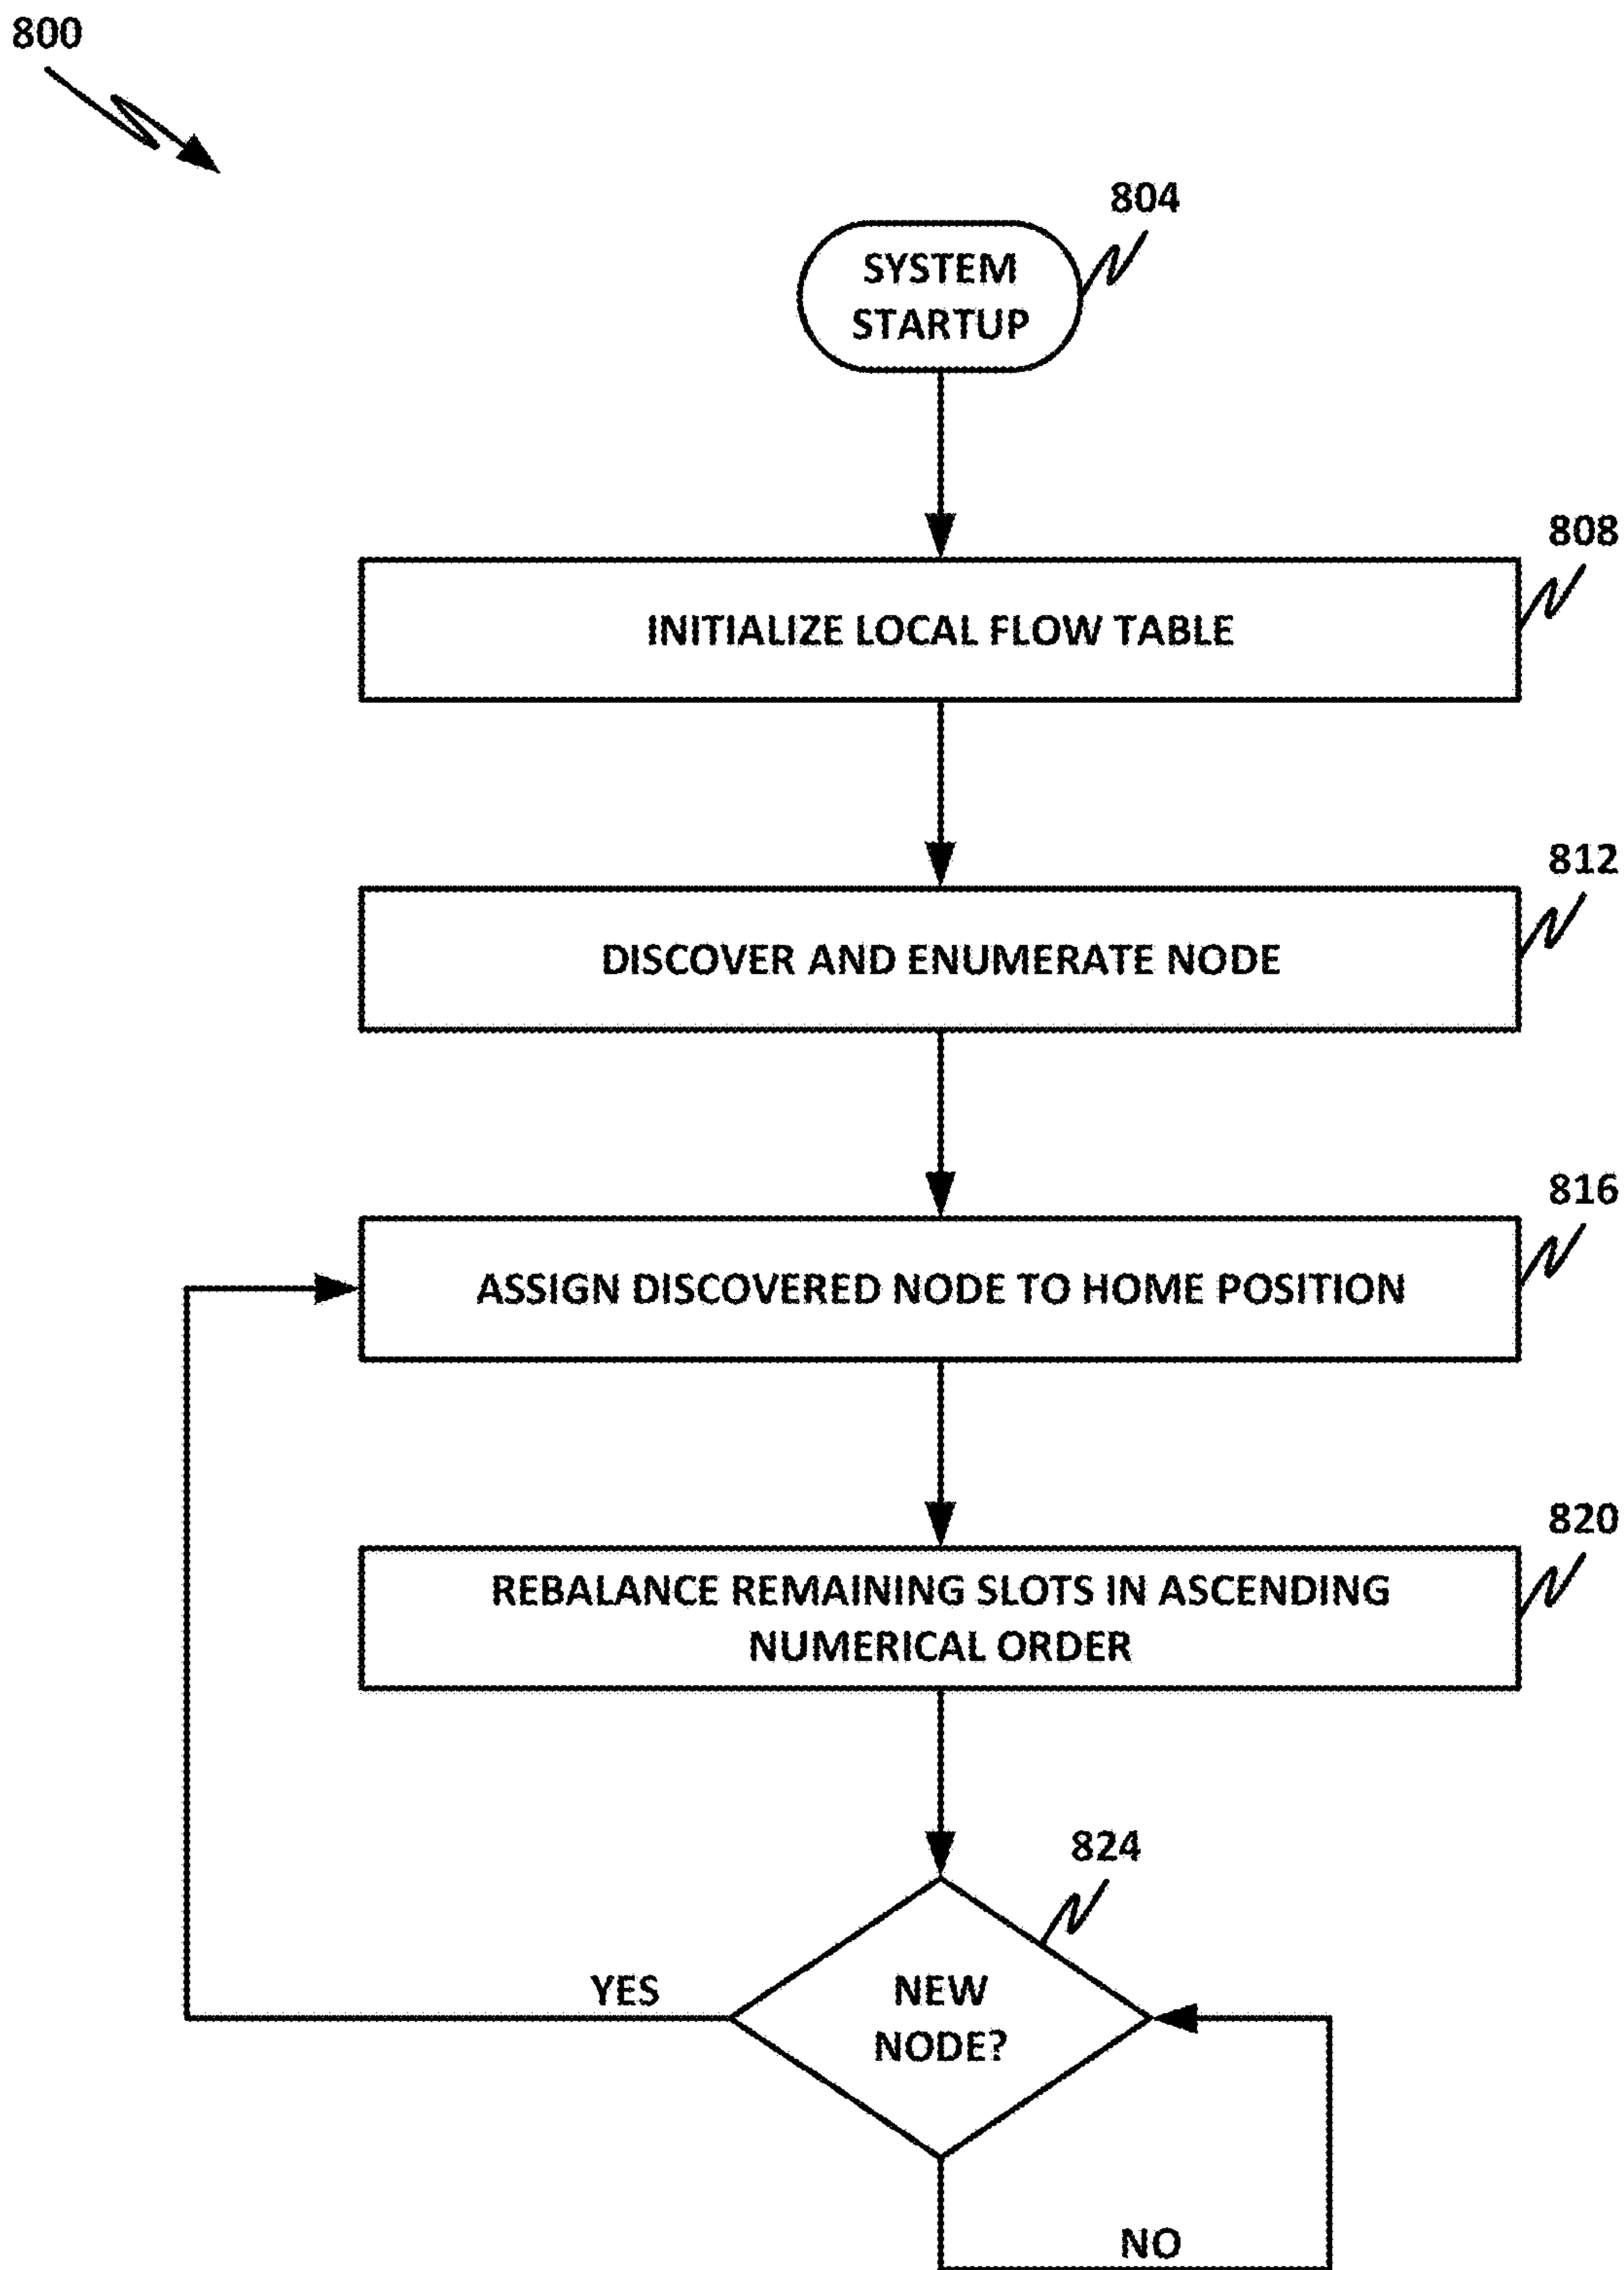 800
804
SYSTEM
STARTUP
808
INITIALIZE LOCAL FLOW TABLE
812
DISCOVER AND ENUMERATE NODE
816
ASSIGN DISCOVERED NODE TO HOME POSITION
820
REBALANCE REMAINING SLOTS IN ASCENDING
NUMERICAL ORDER
824
YES
NEW
NODE?
NO